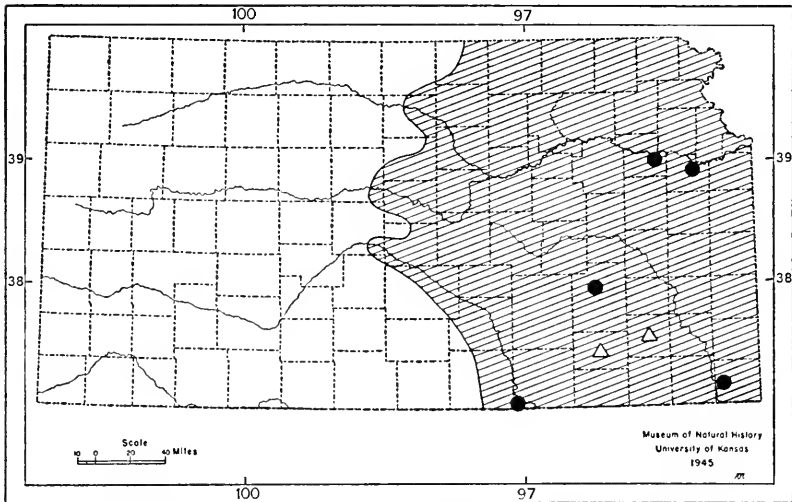 100 97
39 39
38 38
Scale
10 0 20 40 Miles
Museum of Natural History
University of Kansas
1945
100 97